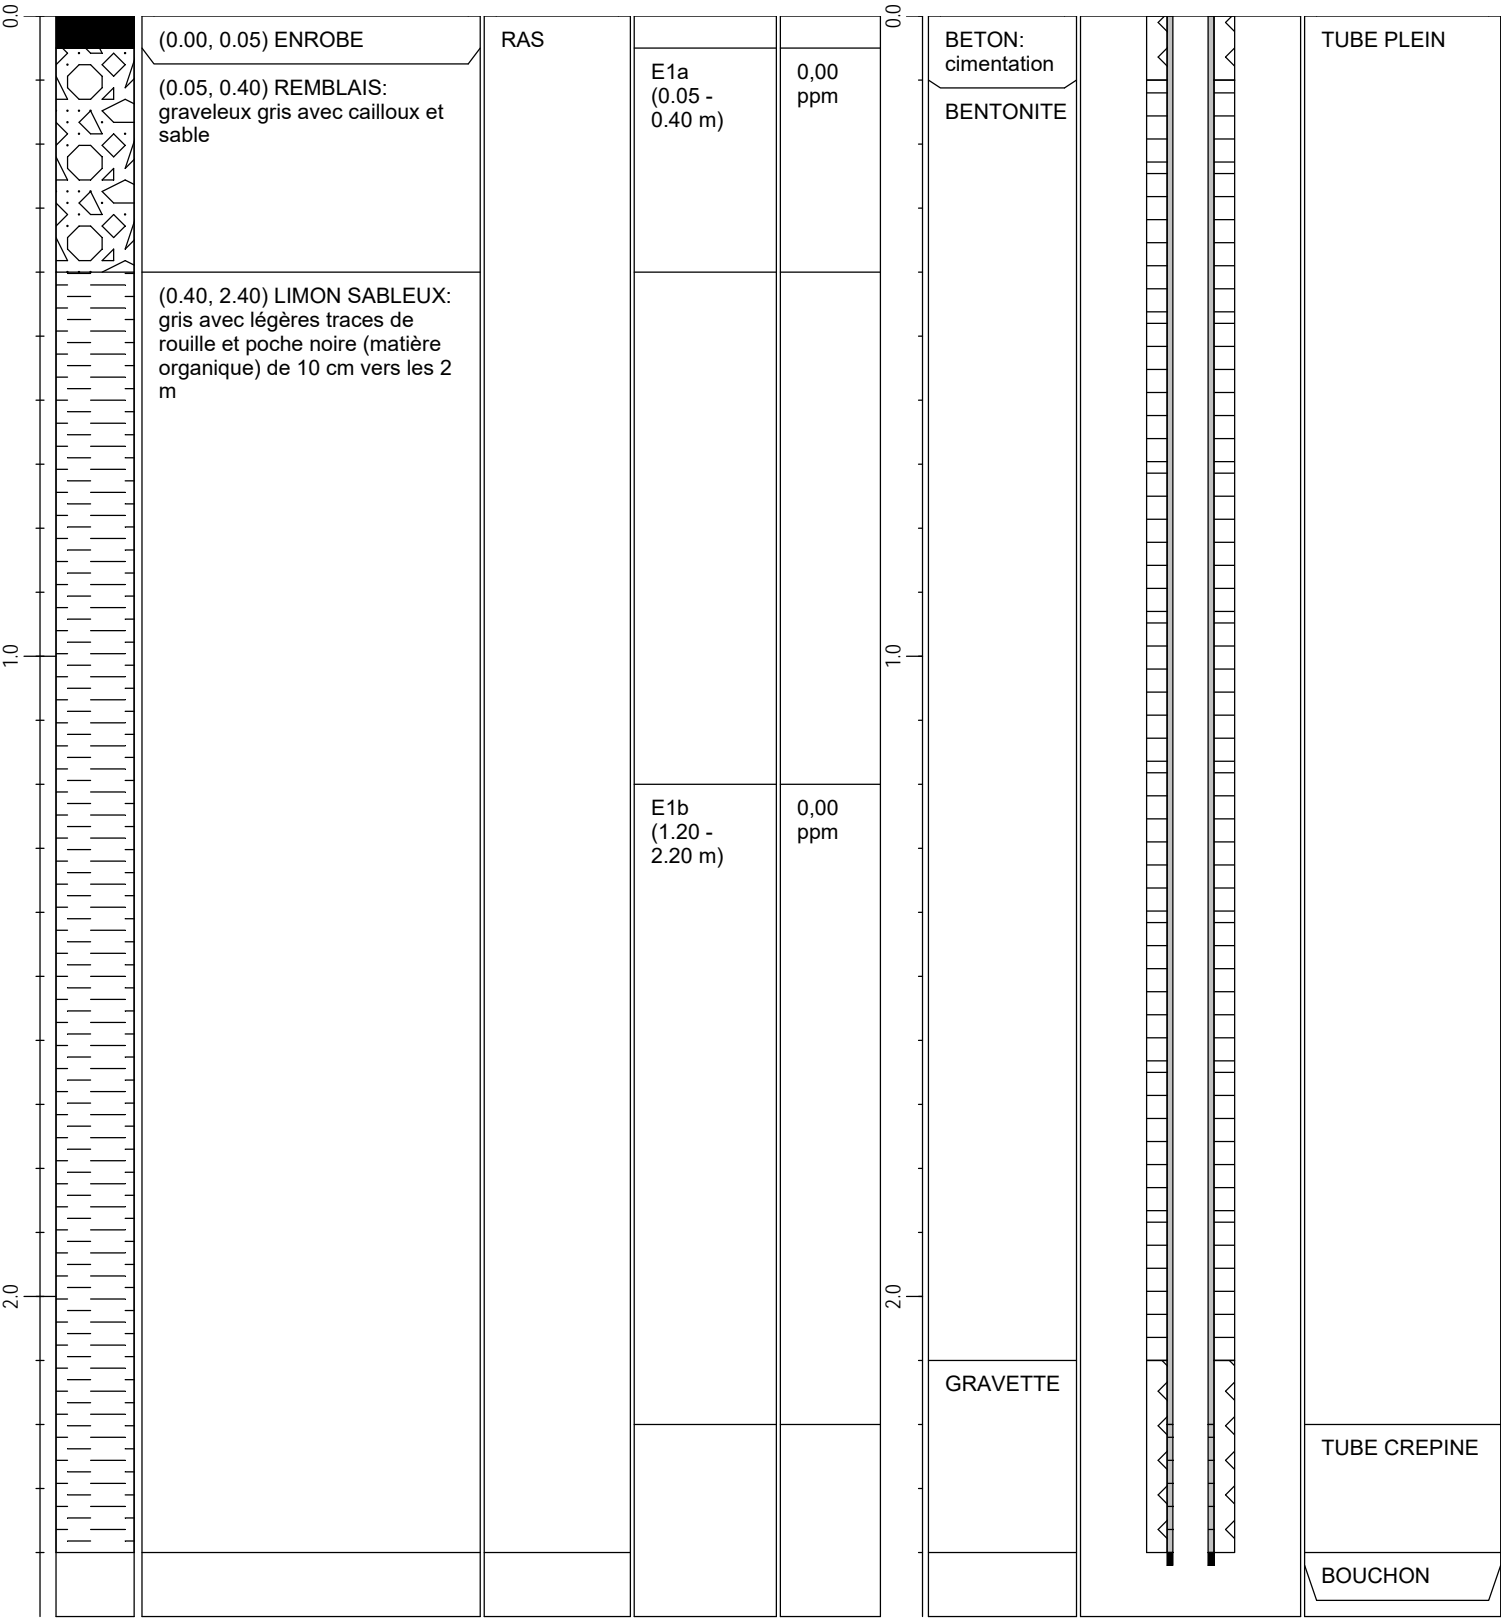 0.0
1.0
2.0
(0.00, 0.05) ENROBE
(0.05, 0.40) REMBLAIS:
graveleux gris avec cailloux et
sable
(0.40, 2.40) LIMON SABLEUX:
gris avec légères traces de
rouille et poche noire (matière
organique) de 10 cm vers les 2
m
RAS
E1a
(0.05 -
0.40 m)
E1b
(1.20 -
2.20 m)
0,00
ppm
0,00
ppm
0.0
1.0
2.0
BETON:
cimentation
BENTONITE
GRAVETTE
TUBE PLEIN
TUBE CREPINE
BOUCHON